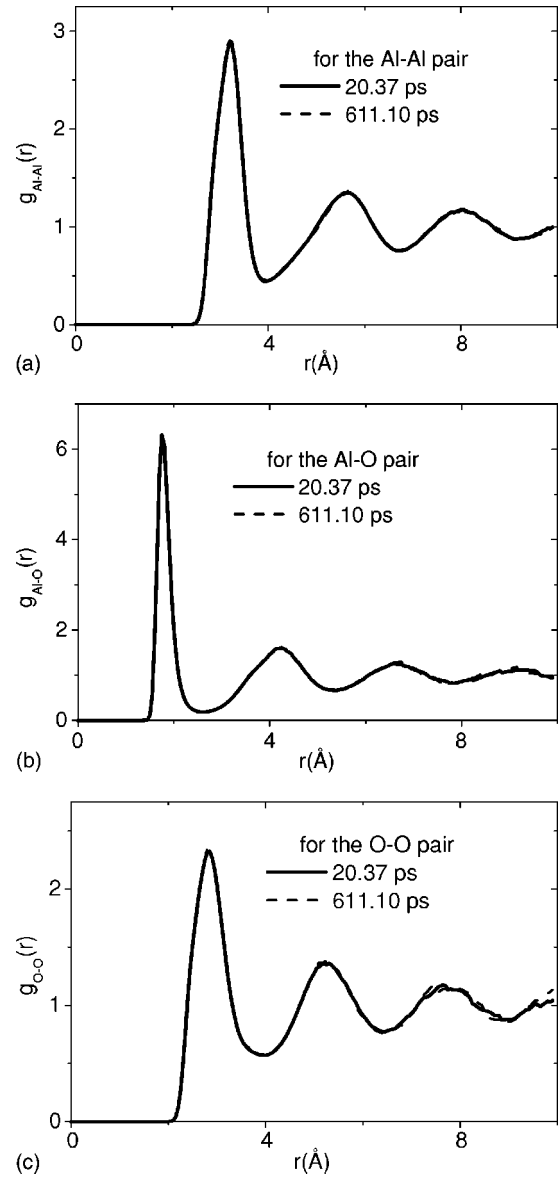 for the Al-Al pair
20.37 ps
611.10 ps
g_Al-Al(r)
3
2
1
0
0
4
8
(a)
r(Å)
for the Al-O pair
20.37 ps
611.10 ps
g_Al-O(r)
6
4
2
0
0
4
8
(b)
r(Å)
for the O-O pair
20.37 ps
611.10 ps
g_O-O(r)
2
1
0
0
4
8
(c)
r(Å)